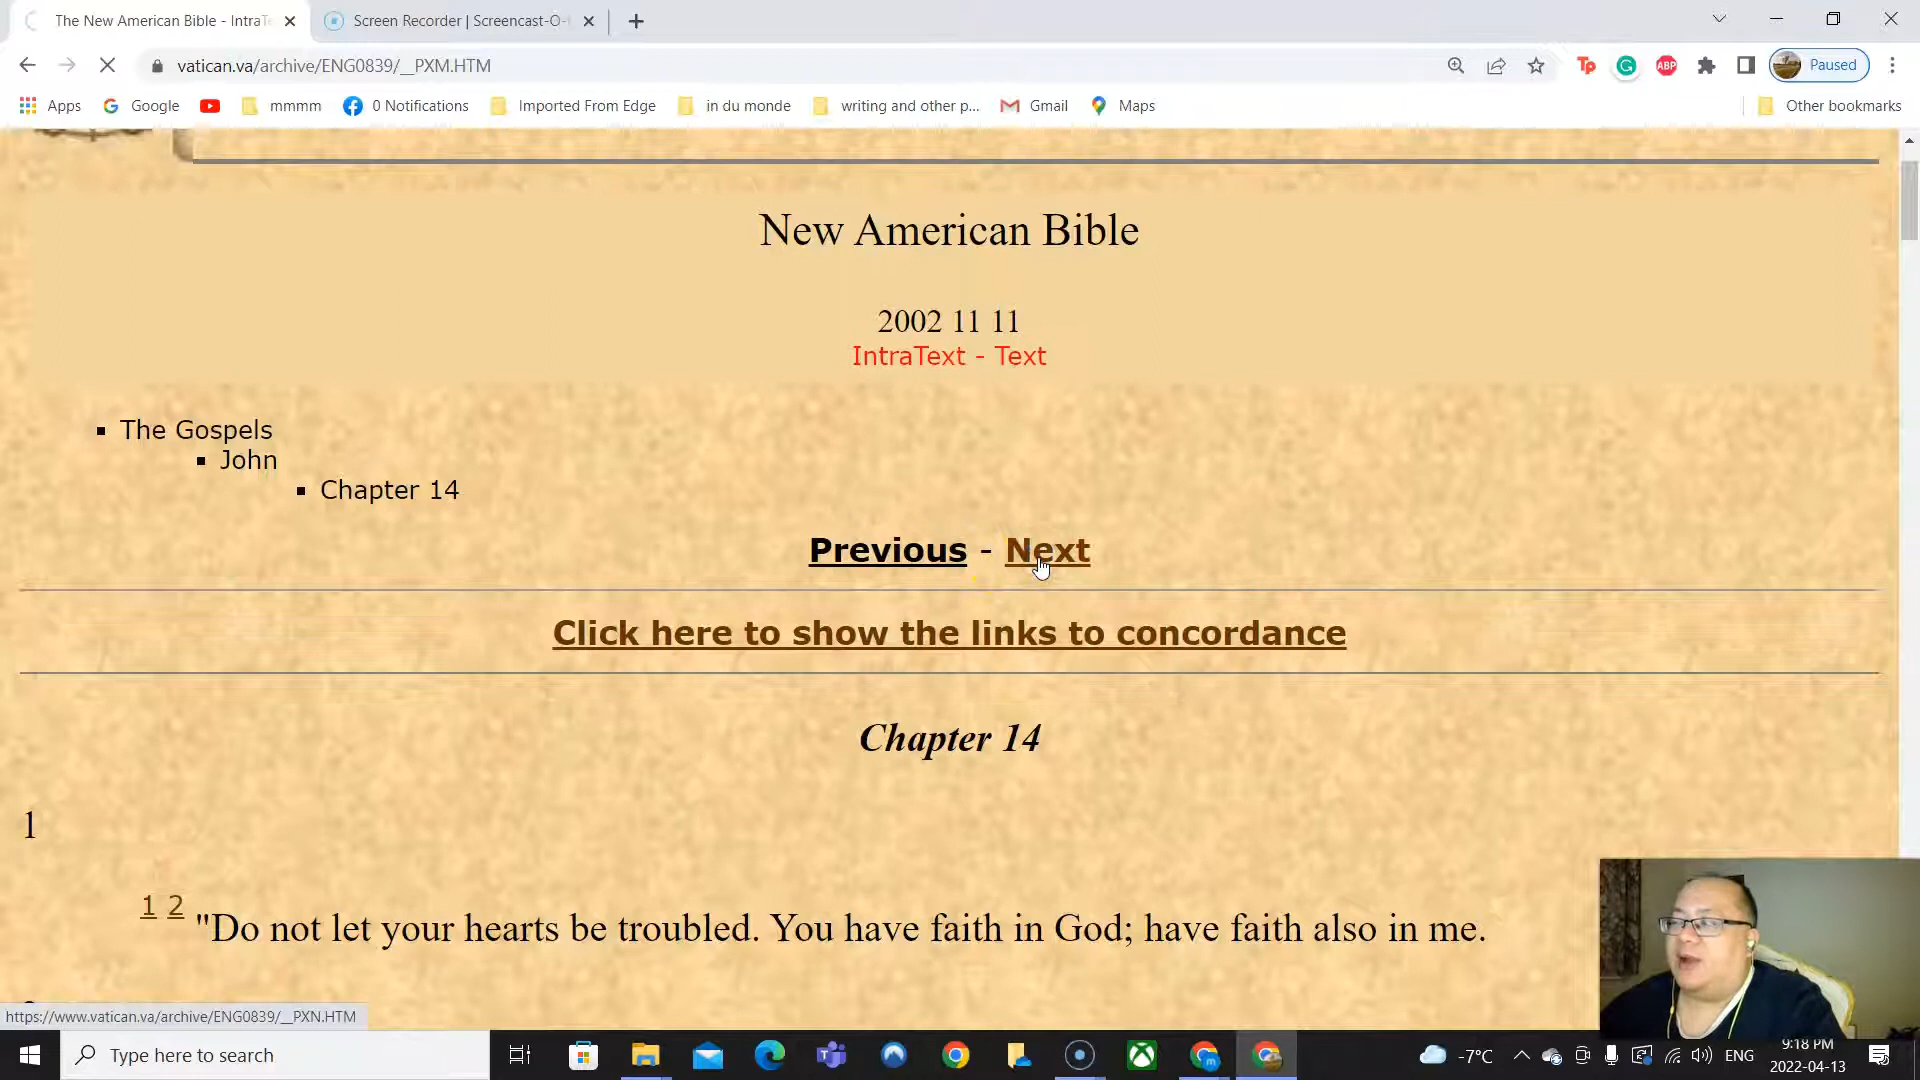 The New American Bible - IntraTe
Screen Recorder | Screencast-O-
vatican.va/archive/ENG0839/__PXM.HTM
Tp
G
ABP
Paused
Apps
Google
mmmm
0 Notifications
Imported From Edge
in du monde
writing and other p...
Gmail
Maps
Other bookmarks
New American Bible
2002 11 11
IntraText - Text
The Gospels
John
Chapter 14
Previous - Next
Click here to show the links to concordance
Chapter 14
1
1 2 "Do not let your hearts be troubled. You have faith in God; have faith also in me.
https://www.vatican.va/archive/ENG0839/__PXN.HTM
Type here to search
-7°C
ENG
9:18 PM
2022-04-13